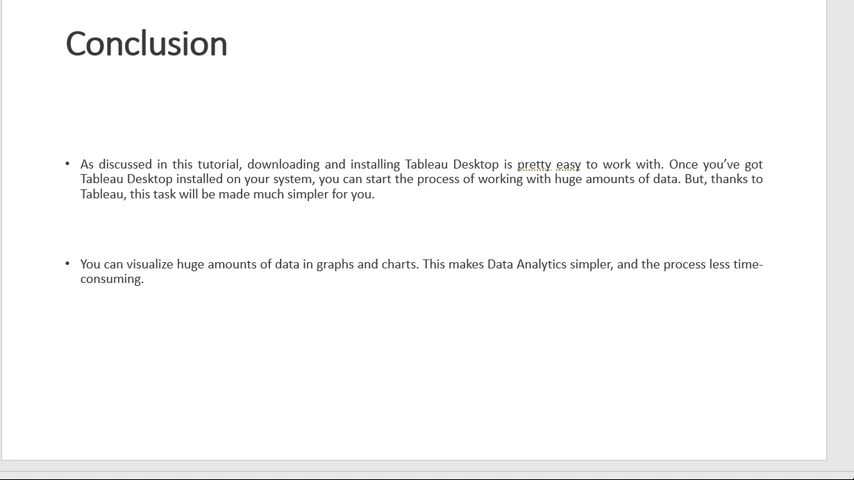 Conclusion
• As discussed in this tutorial, downloading and installing Tableau Desktop is pretty easy to work with. Once you’ve got
Tableau Desktop installed on your system, you can start the process of working with huge amounts of data. But, thanks to
Tableau, this task will be made much simpler for you.
• You can visualize huge amounts of data in graphs and charts. This makes Data Analytics simpler, and the process less time-
consuming.